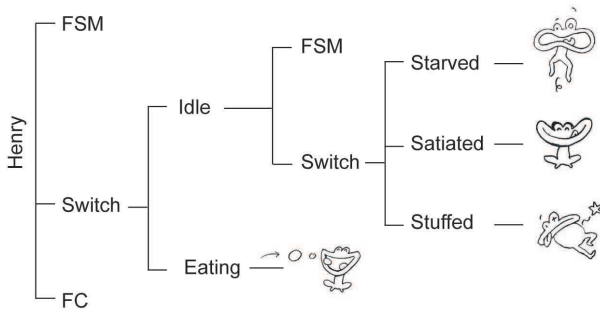 Henry
FSM
Switch
FC
Idle
Eating
FSM
Switch
Starved
Satiated
Stuffed